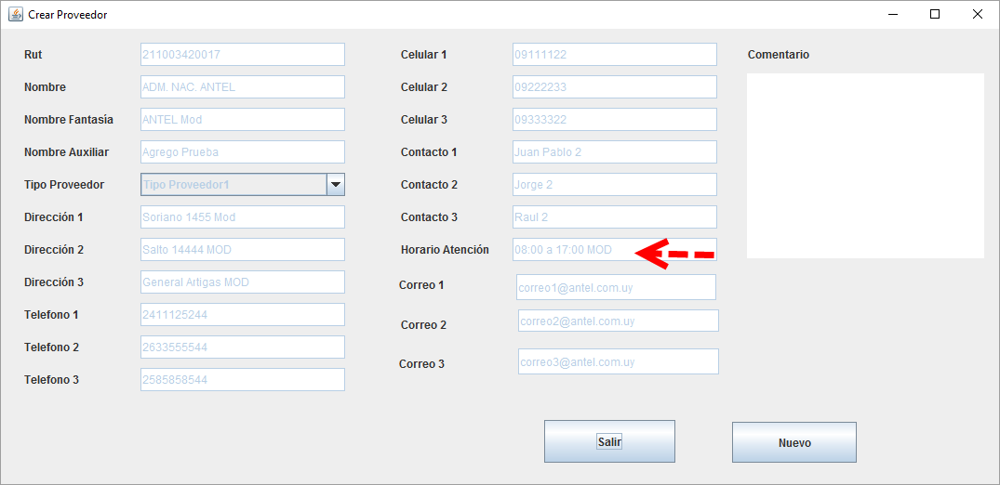 Crear Proveedor
Rut 211003420017
Nombre ADM. NAC. ANTEL
Nombre Fantasía ANTEL Mod
Nombre Auxiliar Agrego Prueba
Tipo Proveedor Tipo Proveedor1
Dirección 1 Soriano 1455 Mod
Dirección 2 Salto 14444 MOD
Dirección 3 General Artigas MOD
Telefono 1 2411125244
Telefono 2 2633555544
Telefono 3 2585858544
Celular 1 09111122
Celular 2 09222233
Celular 3 09333322
Contacto 1 Juan Pablo 2
Contacto 2 Jorge 2
Contacto 3 Raul 2
Horario Atención 08:00 a 17:00 MOD
Correo 1 correo1@antel.com.uy
Correo 2 correo2@antel.com.uy
Correo 3 correo3@antel.com.uy
Comentario
Salir
Nuevo